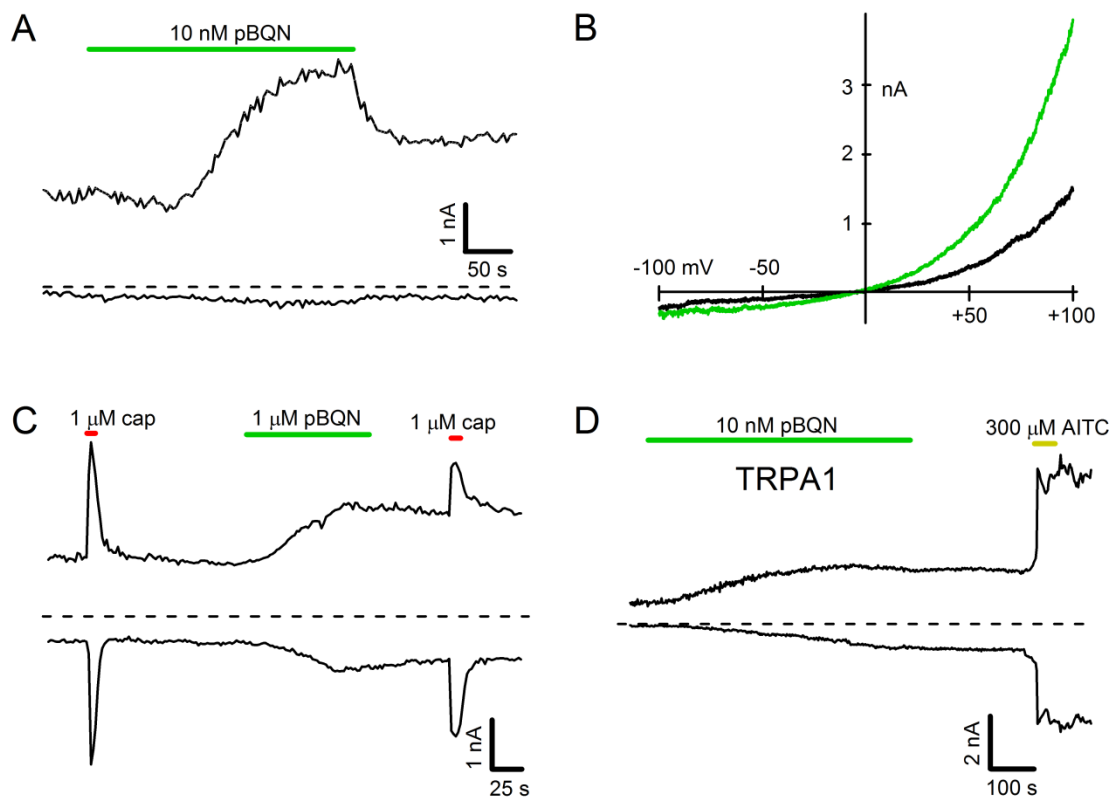 A
10 nM pBQN
1 nA
50 s
B
3
nA
2
1
-100 mV
-50
+50
+100
C
1 μM cap
1 μM pBQN
1 μM cap
1 nA
25 s
D
10 nM pBQN
300 μM AITC
TRPA1
2 nA
100 s